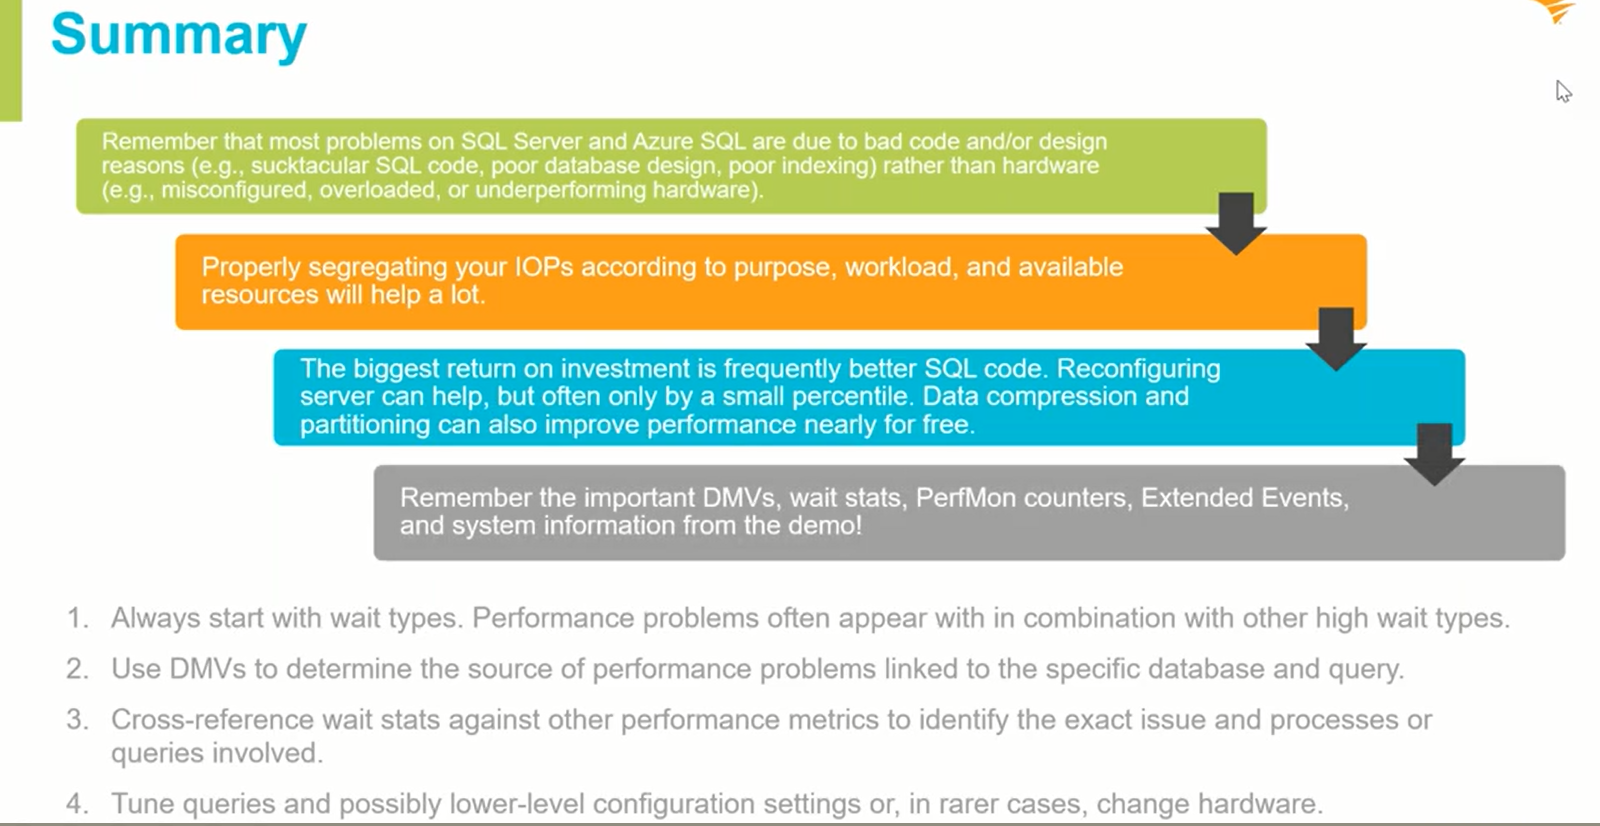 Summary
Remember that most problems on SQL Server and Azure SQL are due to bad code and/or design
reasons (e.g., sucktacular SQL code, poor database design, poor indexing) rather than hardware
(e.g., misconfigured, overloaded, or underperforming hardware).
Properly segregating your IOPs according to purpose, workload, and available
resources will help a lot.
The biggest return on investment is frequently better SQL code. Reconfiguring
server can help, but often only by a small percentile. Data compression and
partitioning can also improve performance nearly for free.
Remember the important DMVs, wait stats, PerfMon counters, Extended Events,
and system information from the demo!
1. Always start with wait types. Performance problems often appear with in combination with other high wait types.
2. Use DMVs to determine the source of performance problems linked to the specific database and query.
3. Cross-reference wait stats against other performance metrics to identify the exact issue and processes or
queries involved.
4. Tune queries and possibly lower-level configuration settings or, in rarer cases, change hardware.